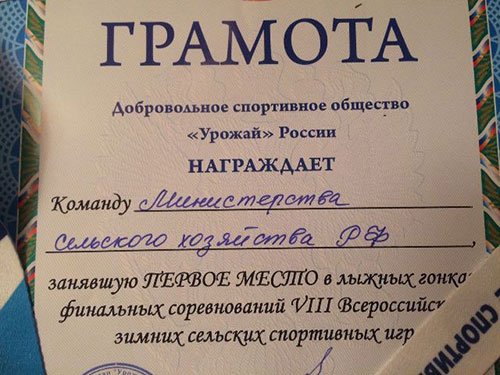 ГРАМОТА
Добровольное спортивное общество
«Урожай» России
НАГРАЖДАЕТ
Команду Министерства
сельского хозяйства РФ,
занявшую ПЕРВОЕ МЕСТО в лыжных гонка
финальных соревнований VIII Всероссийск
зимних сельских спортивных игр
Е СПОРТИВН